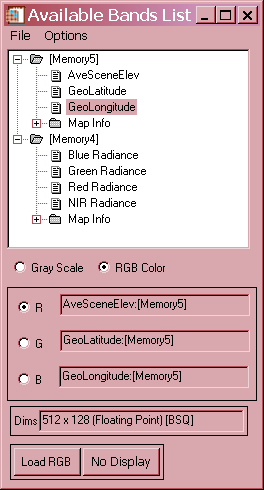 Available Bands List
File Options
[Memory5]
AveSceneElev
GeoLatitude
GeoLongitude
Map Info
[Memory4]
Blue Radiance
Green Radiance
Red Radiance
NIR Radiance
Map Info
Gray Scale RGB Color
R AveSceneElev:[Memory5]
G GeoLatitude:[Memory5]
B GeoLongitude:[Memory5]
Dims 512 x 128 (Floating Point) [BSQ]
Load RGB No Display